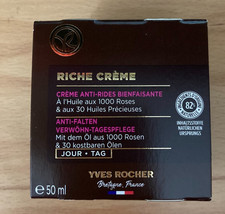 RICHE CRÈME
CRÈME ANTI-RIDES BIENFAISANTE
À l'Huile aux 1000 Roses
& aux 30 Huiles Précieuses
ANTI-FALTEN
VERWÖHN-TAGESPFLEGE
Mit dem Öl aus 1000 Rosen
& 30 kostbaren Ölen
JOUR • TAG
82%
INHALTSSTOFFE
NATÜRLICHEN
URSPRUNGS
YVES ROCHER
Bretagne, France
e 50 ml